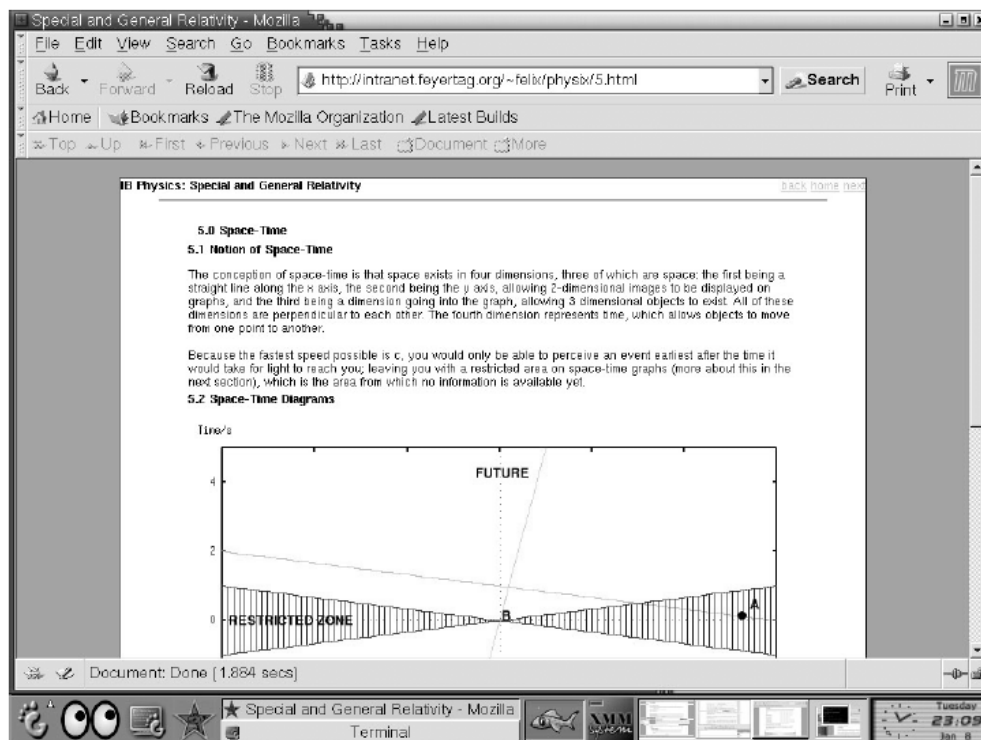 Special and General Relativity - Mozilla
File Edit View Search Go Bookmarks Tasks Help
Back Forward Reload Stop http://intranet.feyertag.org/~felix/physix/5.html Search Print
Home Bookmarks The Mozilla Organization Latest Builds
Top Up First Previous Next Last Document More
IB Physics: Special and General Relativity back home next
5.0 Space-Time
5.1 Notion of Space-Time
The conception of space-time is that space exists in four dimensions, three of which are space: the first being a
straight line along the x axis, the second being the y axis, allowing 2-dimensional images to be displayed on
graphs, and the third being a dimension going into the graph, allowing 3 dimensional objects to exist. All of these
dimensions are perpendicular to each other. The fourth dimension represents time, which allows objects to move
from one point to another.
Because the fastest speed possible is c, you would only be able to perceive an event earliest after the time it
would take for light to reach you; leaving you with a restricted area on space-time graphs (more about this in the
next section), which is the area from which no information is available yet.
5.2 Space-Time Diagrams
Time/s
4
FUTURE
2
A
0 RESTRICTED ZONE B
Document: Done (1.884 secs)
Special and General Relativity - Mozilla
Terminal
XMM
system
Tuesday
23:09
Jan 8